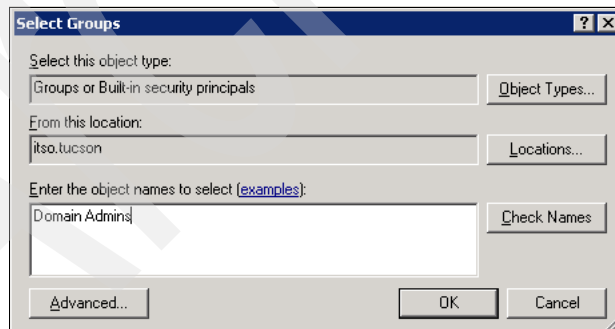 Select Groups
Select this object type:
Groups or Built-in security principals
Object Types...
From this location:
itso.tucson
Locations...
Enter the object names to select (examples):
Domain Admins
Check Names
Advanced...
OK
Cancel